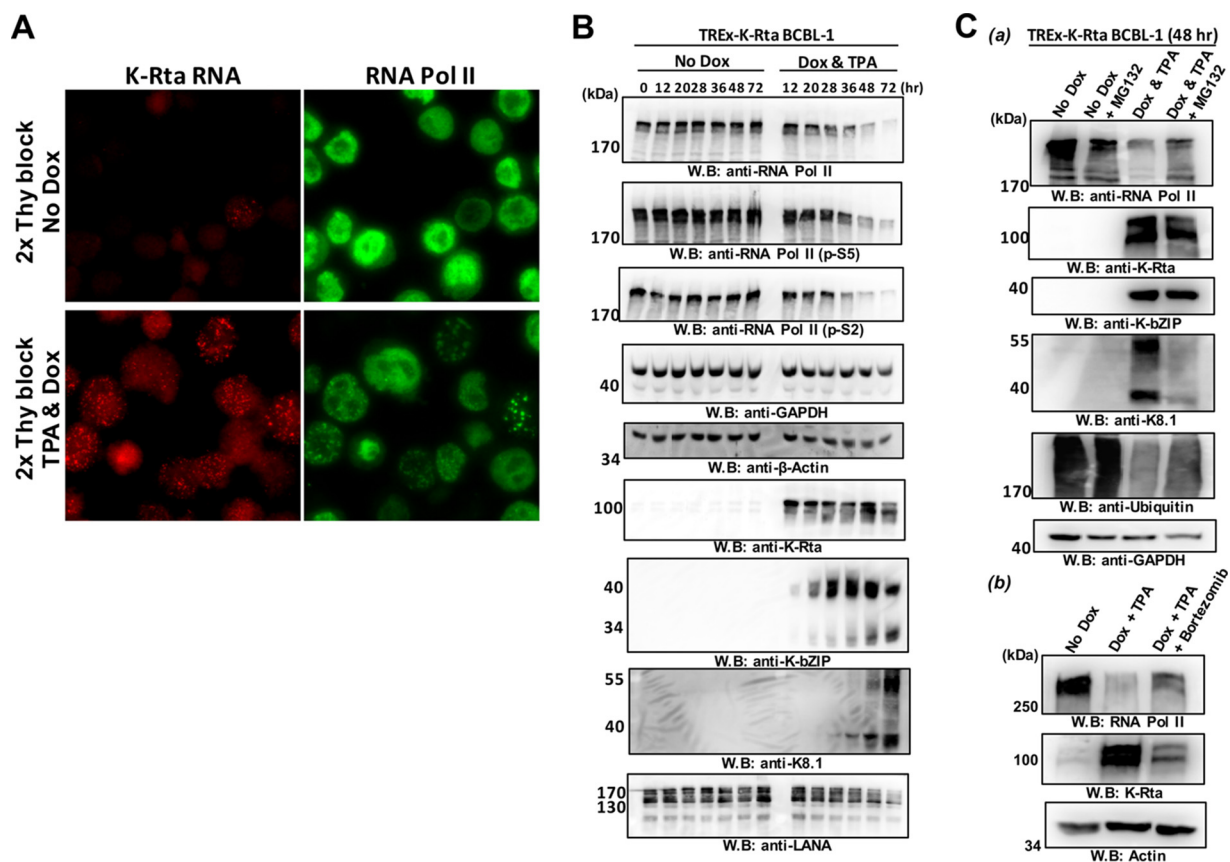 A
K-Rta RNA
RNA Pol II
2x Thy block
No Dox
2x Thy block
TPA & Dox
B
TREx-K-Rta BCBL-1
No Dox
Dox & TPA
(kDa)
0 12 20 28 36 48 72
12 20 28 36 48 72 (hr)
170
W.B: anti-RNA Pol II
170
W.B: anti-RNA Pol II (p-S5)
170
W.B: anti-RNA Pol II (p-S2)
40
W.B: anti-GAPDH
34
W.B: anti-β-Actin
100
W.B: anti-K-Rta
40
34
W.B: anti-K-bZIP
55
40
W.B: anti-K8.1
170
130
W.B: anti-LANA
C
(a)
TREx-K-Rta BCBL-1 (48 hr)
No Dox
No Dox
+ MG132
Dox & TPA
Dox & TPA
+ MG132
(kDa)
170
W.B: anti-RNA Pol II
100
W.B: anti-K-Rta
40
W.B: anti-K-bZIP
55
40
W.B: anti-K8.1
170
W.B: anti-Ubiquitin
40
W.B: anti-GAPDH
(b)
No Dox
Dox +TPA
Dox +TPA
+ Bortezomib
(kDa)
250
W.B: RNA Pol II
100
W.B: K-Rta
34
W.B: Actin